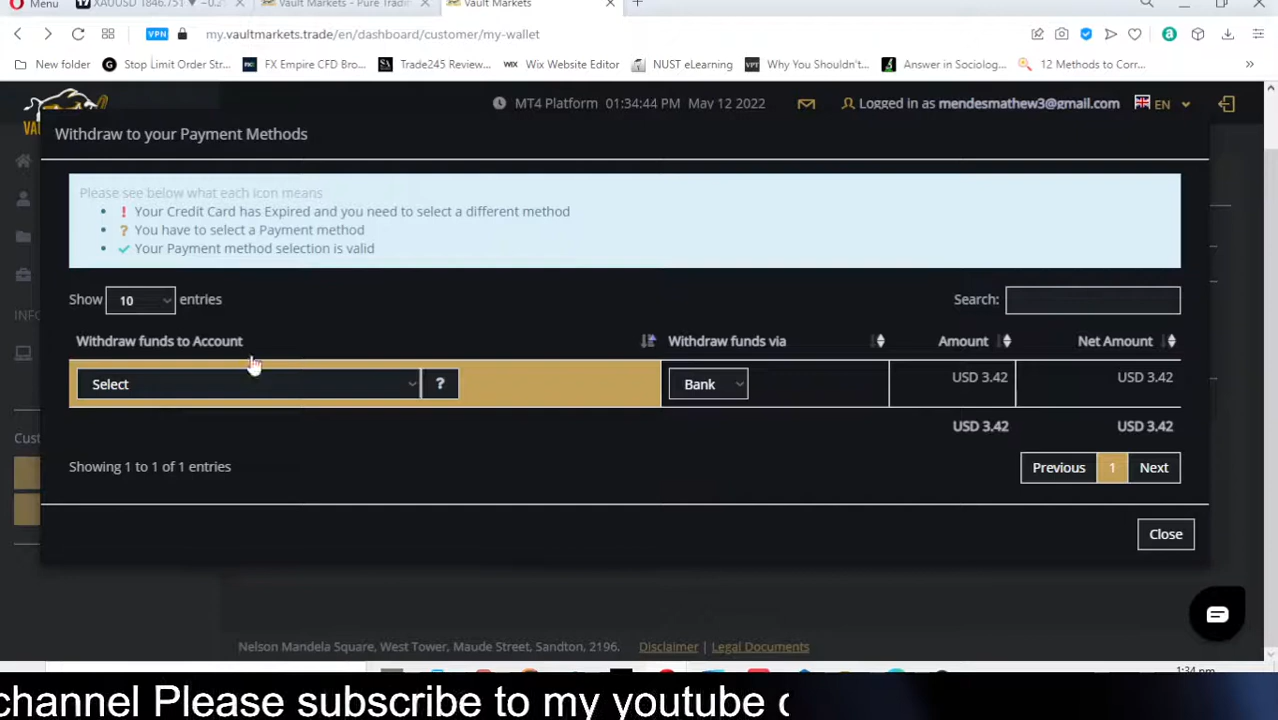 Menu
XAUUSD 1846.751 ▼ −0.2
Vault Markets - Pure Tradi
Vault Markets
VPN
my.vaultmarkets.trade/en/dashboard/customer/my-wallet
New folder
Stop Limit Order Str...
FX Empire CFD Bro...
Trade245 Review...
Wix Website Editor
NUST eLearning
Why You Shouldn't...
Answer in Sociolog...
12 Methods to Corr...
MT4 Platform 01:34:44 PM May 12 2022
Logged in as mendesmathew3@gmail.com
EN
Withdraw to your Payment Methods
Please see below what each icon means
! Your Credit Card has Expired and you need to select a different method
? You have to select a Payment method
Your Payment method selection is valid
Show 10 entries
Search:
Withdraw funds to Account
Withdraw funds via
Amount
Net Amount
Select
?
Bank
USD 3.42
USD 3.42
USD 3.42
USD 3.42
Showing 1 to 1 of 1 entries
Previous
1
Next
Close
Nelson Mandela Square, West Tower, Maude Street, Sandton, 2196.
Disclaimer | Legal Documents
1:34 pm
channel Please subscribe to my youtube c